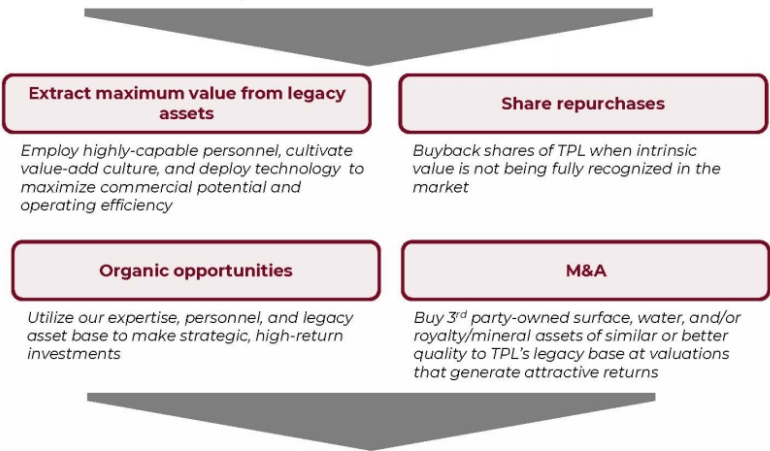 Extract maximum value from legacy
assets
Employ highly-capable personnel, cultivate
value-add culture, and deploy technology to
maximize commercial potential and
operating efficiency
Share repurchases
Buyback shares of TPL when intrinsic
value is not being fully recognized in the
market
Organic opportunities
Utilize our expertise, personnel, and legacy
asset base to make strategic, high-return
investments
M&A
Buy 3rd party-owned surface, water, and/or
royalty/mineral assets of similar or better
quality to TPL's legacy base at valuations
that generate attractive returns